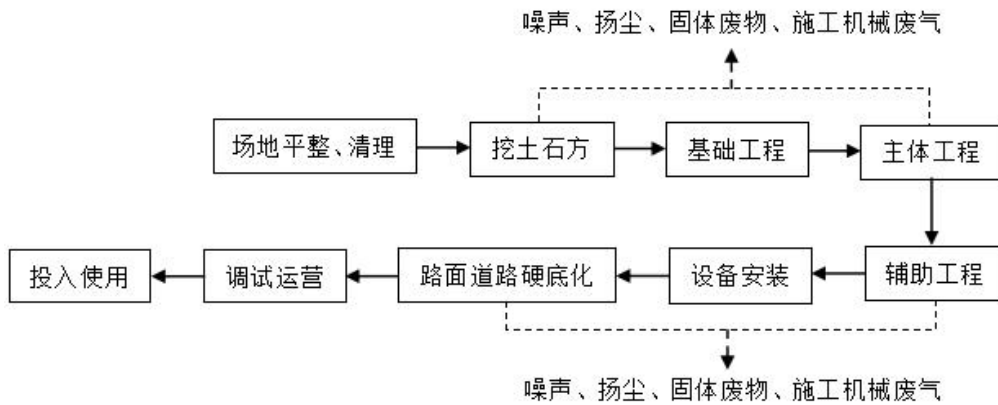 噪声、扬尘、固体废物、施工机械废气
场地平整、清理
挖土石方
基础工程
主体工程
投入使用
调试运营
路面道路硬底化
设备安装
辅助工程
噪声、扬尘、固体废物、施工机械废气